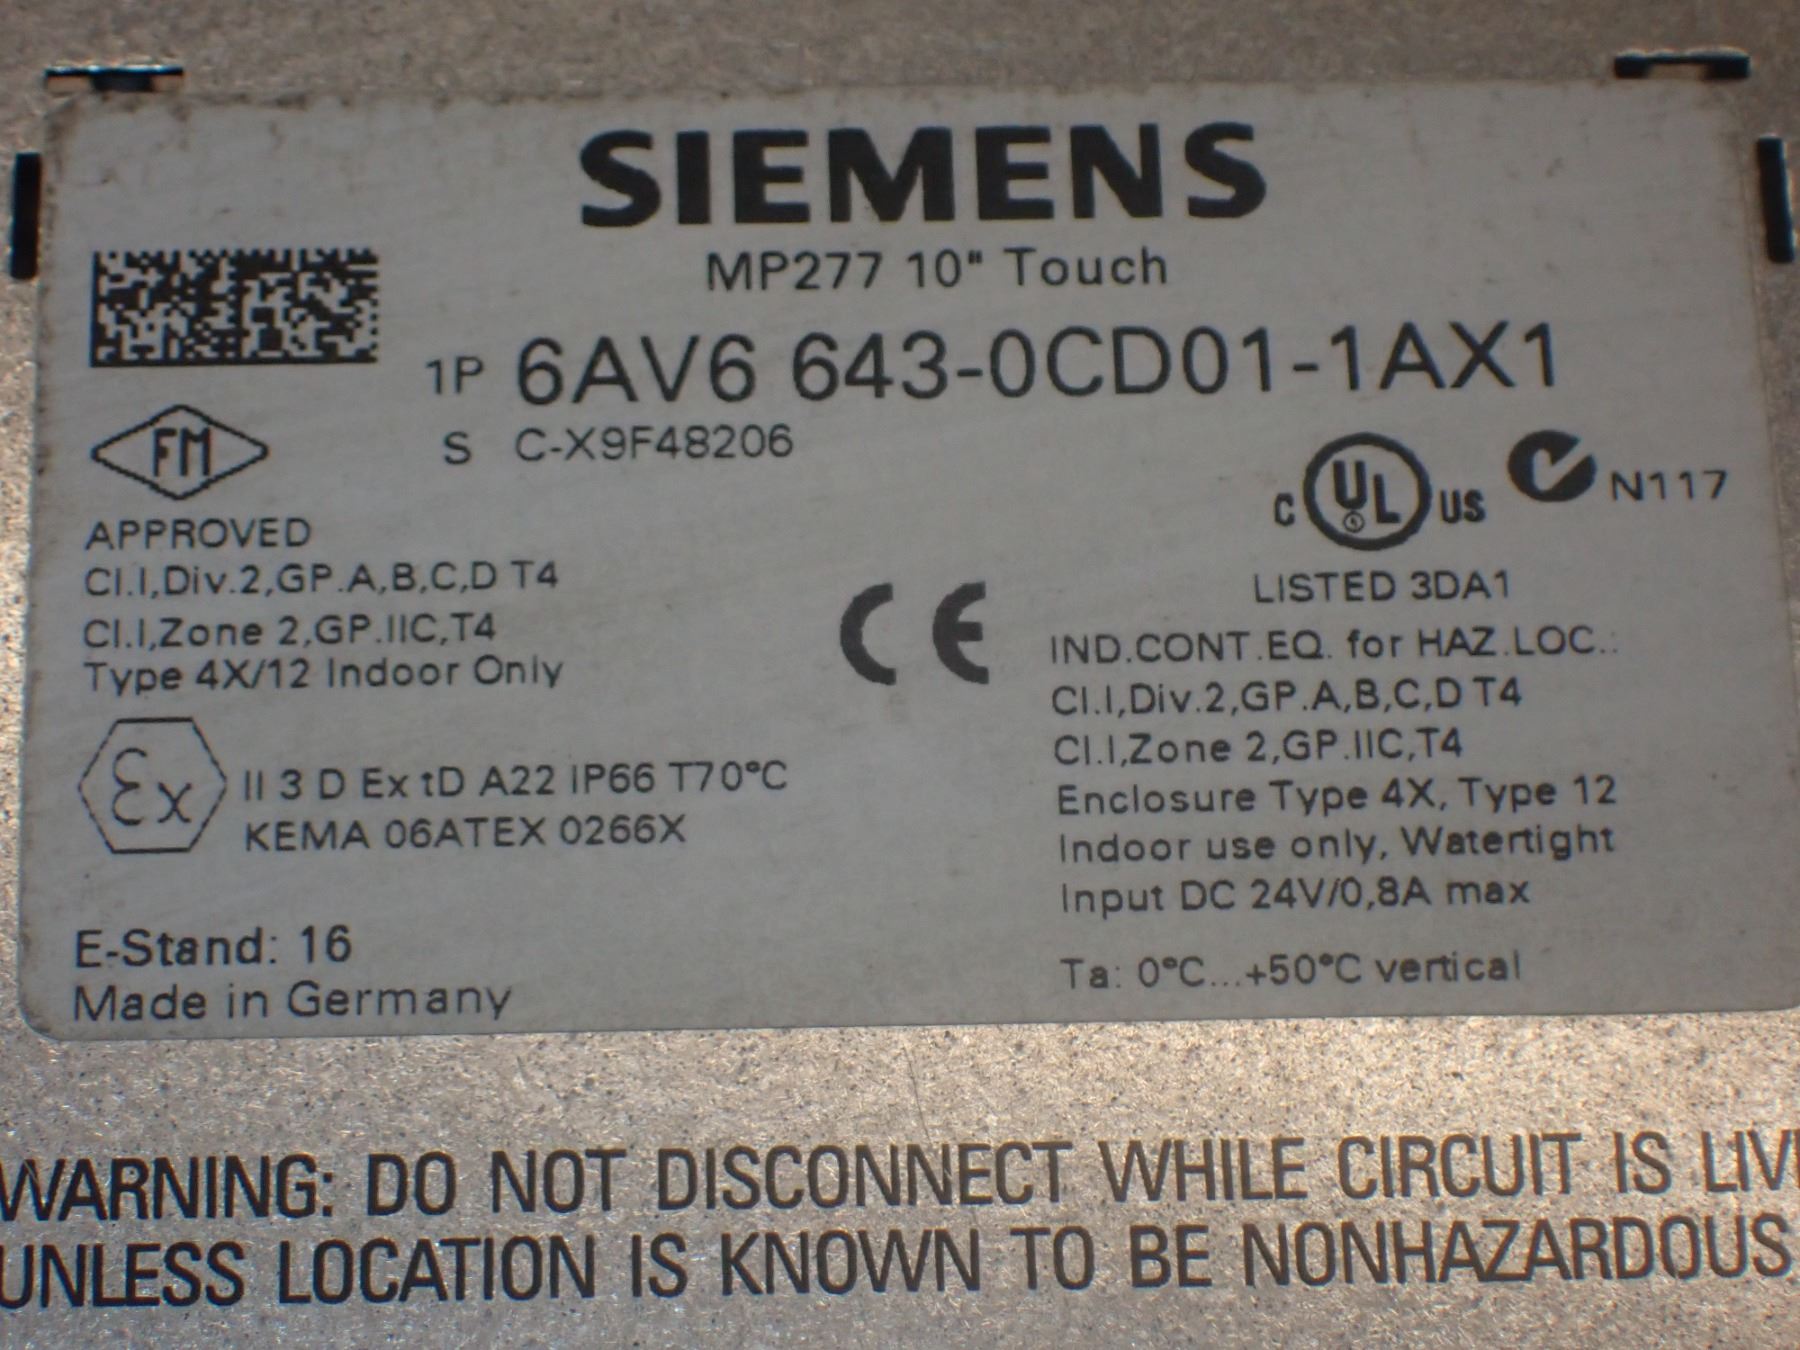 SIEMENS
MP277 10" Touch
1P 6AV6 643-0CD01-1AX1
S C-X9F48206
FM
APPROVED
CI.I,Div.2,GP.A,B,C,D T4
CI.I,Zone 2,GP.IIC,T4
Type 4X/12 Indoor Only
Ex II 3 D Ex tD A22 IP66 T70°C
KEMA 06ATEX 0266X
E-Stand: 16
Made in Germany
CE
C UL US N117
LISTED 3DA1
IND.CONT.EQ. for HAZ.LOC.:
CI.I,Div.2,GP.A,B,C,D T4
CI.I,Zone 2,GP.IIC,T4
Enclosure Type 4X, Type 12
Indoor use only, Watertight
Input DC 24V/0,8A max
Ta: 0°C...+50°C vertical
WARNING: DO NOT DISCONNECT WHILE CIRCUIT IS LIV
UNLESS LOCATION IS KNOWN TO BE NONHAZARDOUS